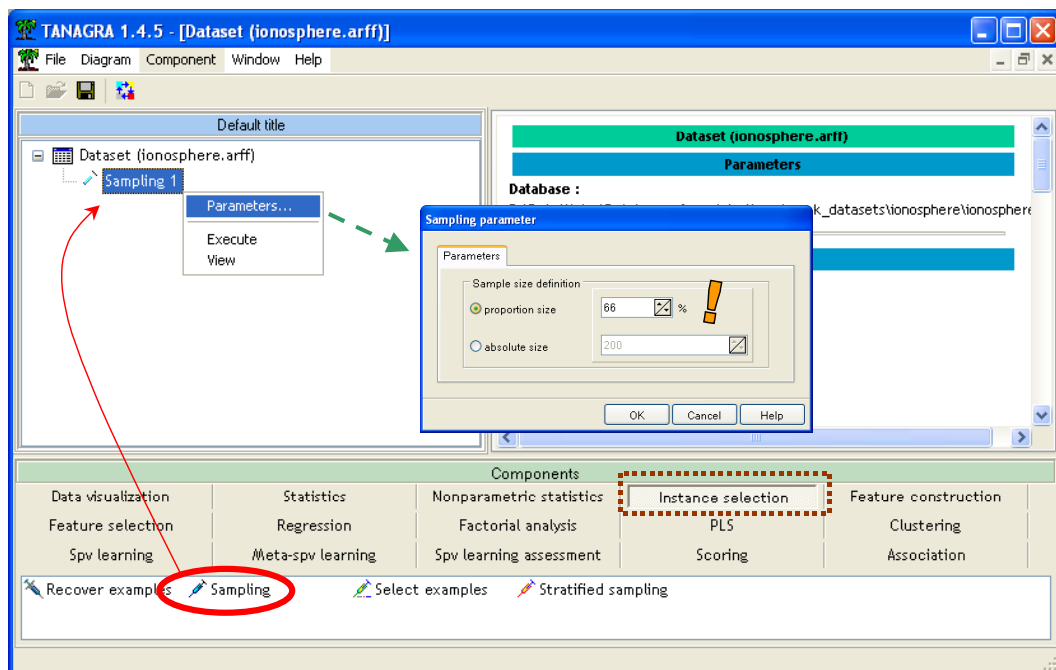 TANAGRA 1.4.5 - [Dataset (ionosphere.arff)]
File Diagram Component Window Help
Default title
Dataset (ionosphere.arff)
Sampling 1
Parameters...
Execute
View
Dataset (ionosphere.arff)
Parameters
Database :
k_datasets\ionosphere\ionosphere
Sampling parameter
Parameters
Sample size definition
proportion size 66 %
absolute size 200
OK Cancel Help
Components
Data visualization Statistics Nonparametric statistics Instance selection Feature construction
Feature selection Regression Factorial analysis PLS Clustering
Spv learning Meta-spv learning Spv learning assessment Scoring Association
Recover examples Sampling Select examples Stratified sampling